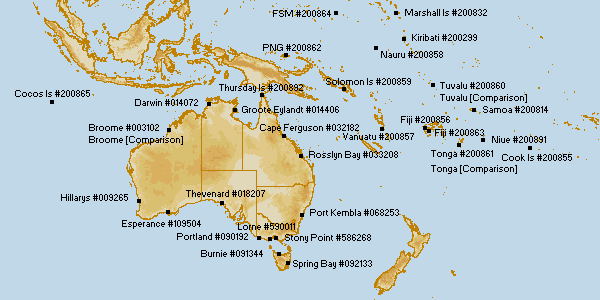 FSM #200864
Marshall Is #200832
Kiribati #200299
PNG #200862
Nauru #200858
Solomon Is #200859
Thursday Is #200892
Tuvalu #200860
Tuvalu [Comparison]
Cocos Is #200865
Darwin #014072
Groote Eylandt #014406
Samoa #200814
Fiji #200856
Broome #003102
Broome [Comparison]
Cape Ferguson #032182
Vanuatu #200857
Fiji #200863
Niue #200891
Rosslyn Bay #033208
Tonga #200861
Tonga [Comparison]
Cook Is #200855
Hillarys #009265
Thevenard #018207
Port Kembla #068253
Esperance #109504
Lorne #590011
Portland #090192
Stony Point #586268
Burnie #091344
Spring Bay #092133